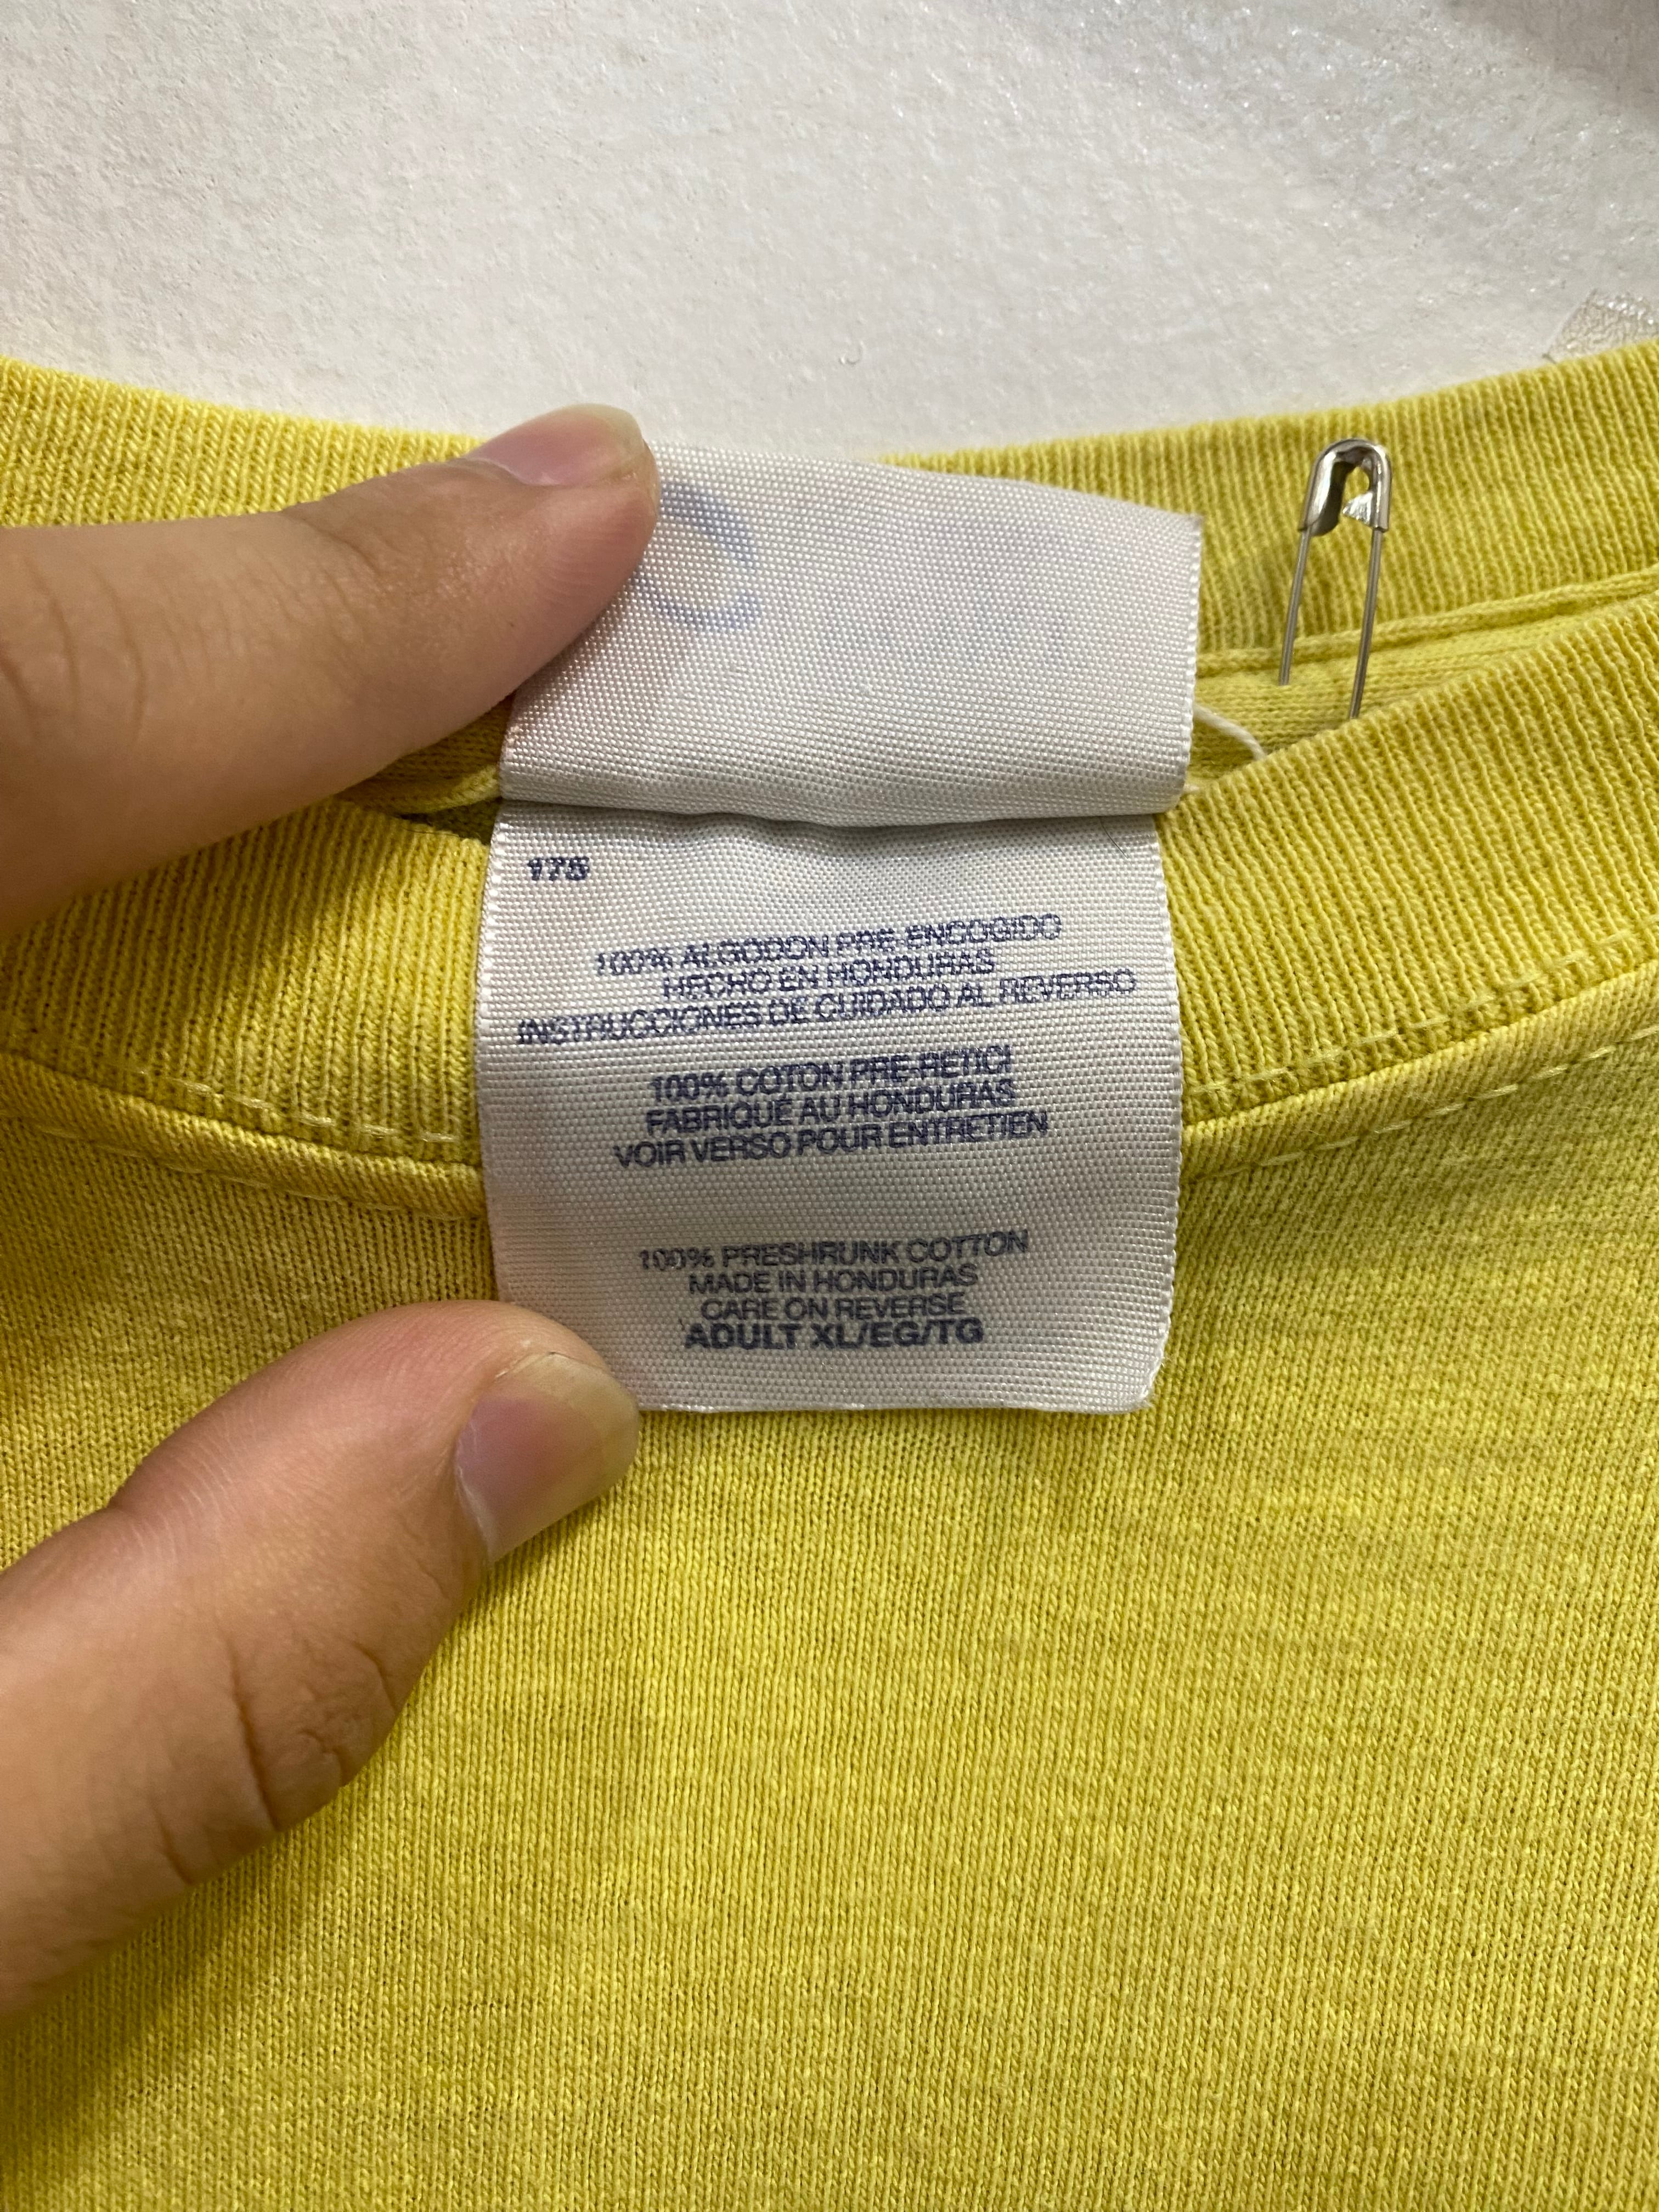 175
100% ALGODON PRE-ENCOGIDO
HECHO EN HONDURAS
INSTRUCCIONES DE CUIDADO AL REVERSO
100% COTON PRE-RETICI
FABRIQUÉ AU HONDURAS
VOIR VERSO POUR ENTRETIEN
100% PRESHRUNK COTTON
MADE IN HONDURAS
CARE ON REVERSE
ADULT XL/EG/TG